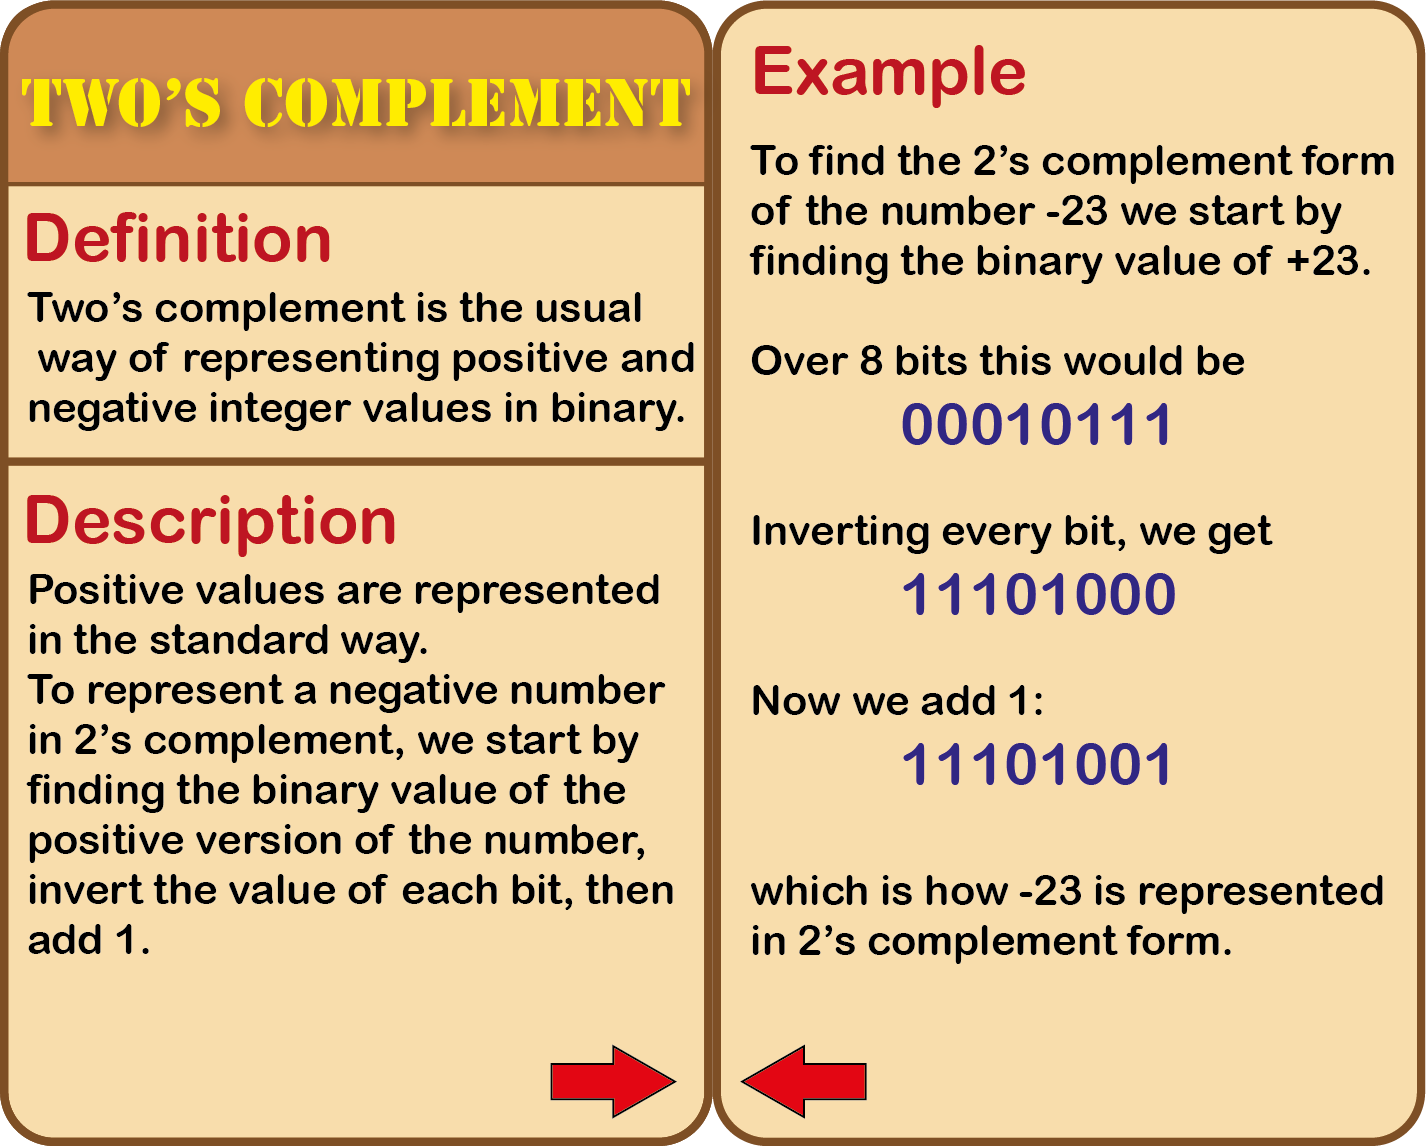 TWO’S COMPLEMENT
Definition
Two’s complement is the usual
way of representing positive and
negative integer values in binary.
Description
Positive values are represented
in the standard way.
To represent a negative number
in 2’s complement, we start by
finding the binary value of the
positive version of the number,
invert the value of each bit, then
add 1.
Example
To find the 2’s complement form
of the number -23 we start by
finding the binary value of +23.
Over 8 bits this would be
00010111
Inverting every bit, we get
11101000
Now we add 1:
11101001
which is how -23 is represented
in 2’s complement form.